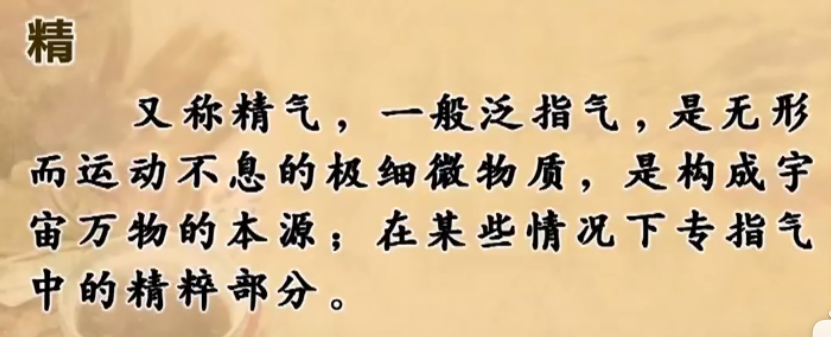 精
又称精气，一般泛指气，是无形
而运动不息的极细微物质，是构成宇
宙万物的本源；在某些情况下专指气
中的精粹部分。